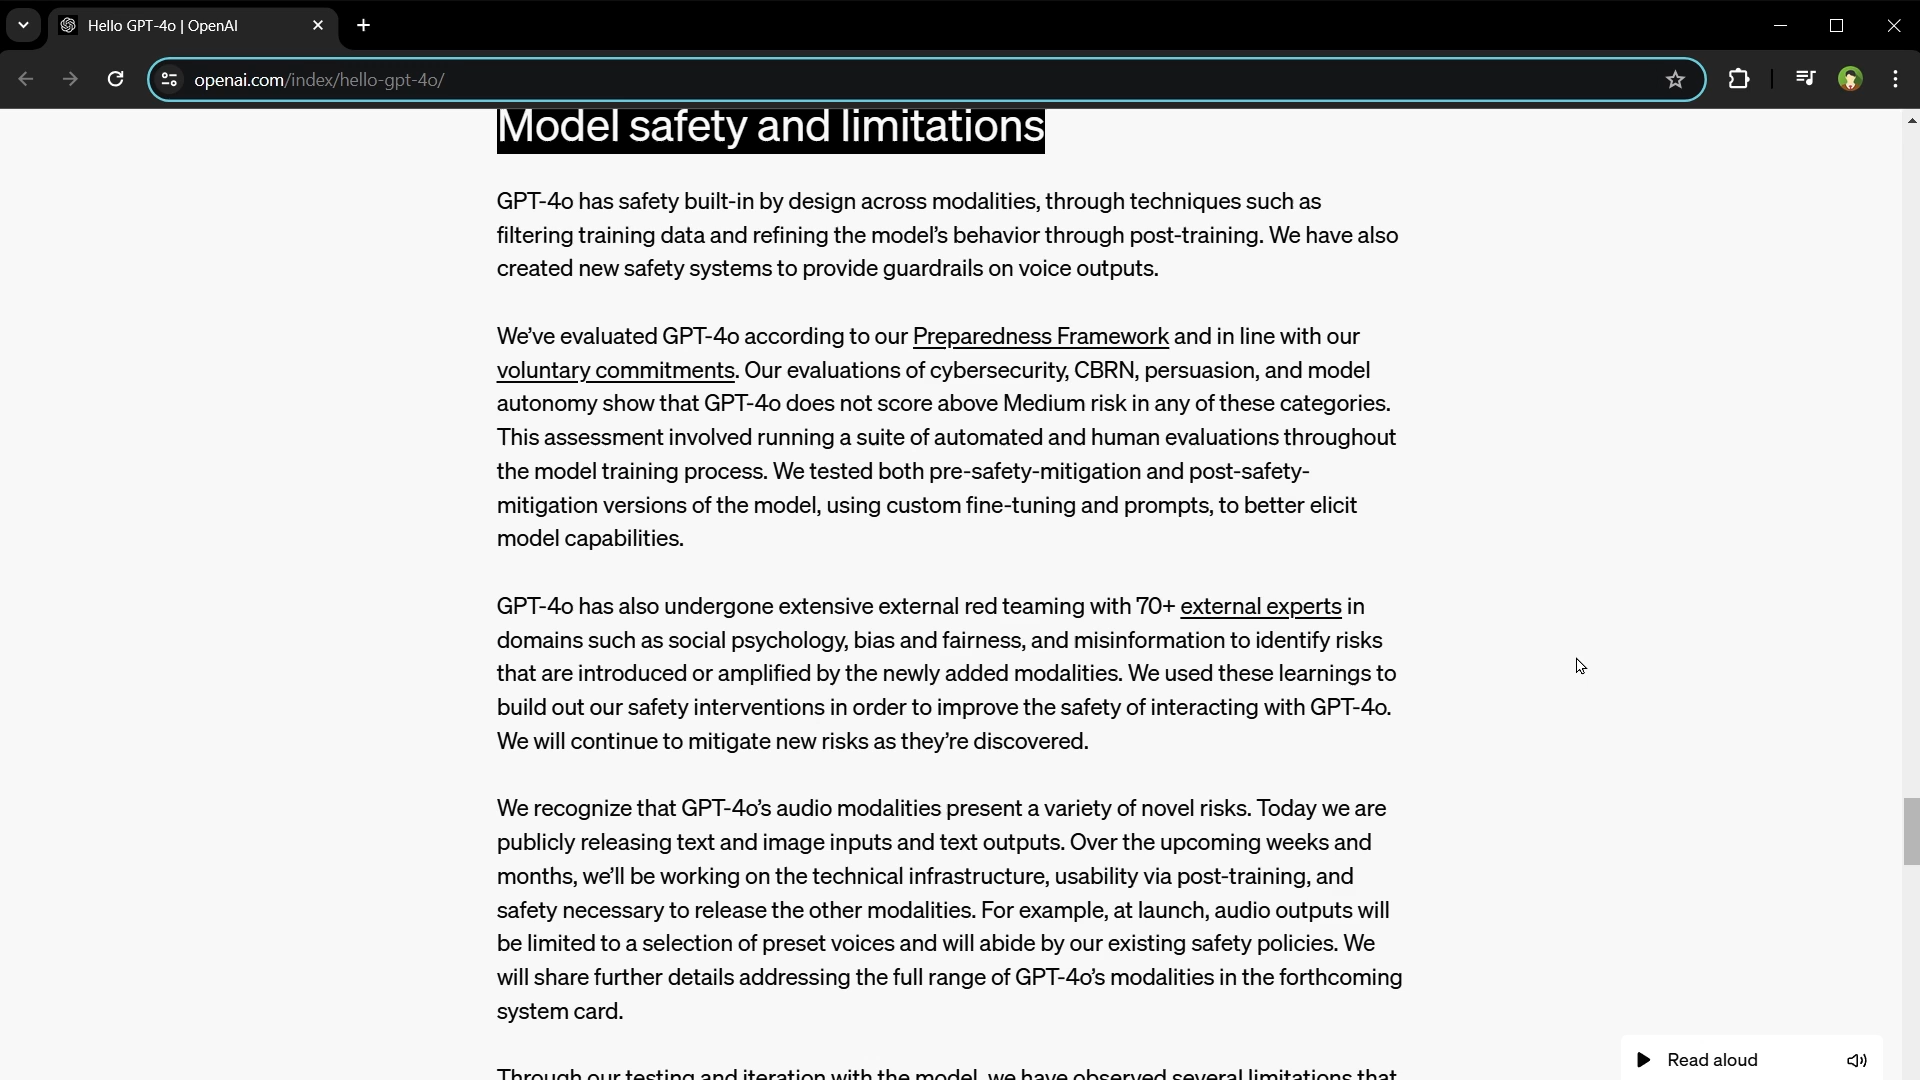 Hello GPT-4o | OpenAI
openai.com/index/hello-gpt-4o/
Model safety and limitations
GPT-4o has safety built-in by design across modalities, through techniques such as
filtering training data and refining the model’s behavior through post-training. We have also
created new safety systems to provide guardrails on voice outputs.
We’ve evaluated GPT-4o according to our Preparedness Framework and in line with our
voluntary commitments. Our evaluations of cybersecurity, CBRN, persuasion, and model
autonomy show that GPT-4o does not score above Medium risk in any of these categories.
This assessment involved running a suite of automated and human evaluations throughout
the model training process. We tested both pre-safety-mitigation and post-safety-
mitigation versions of the model, using custom fine-tuning and prompts, to better elicit
model capabilities.
GPT-4o has also undergone extensive external red teaming with 70+ external experts in
domains such as social psychology, bias and fairness, and misinformation to identify risks
that are introduced or amplified by the newly added modalities. We used these learnings to
build out our safety interventions in order to improve the safety of interacting with GPT-4o.
We will continue to mitigate new risks as they’re discovered.
We recognize that GPT-4o’s audio modalities present a variety of novel risks. Today we are
publicly releasing text and image inputs and text outputs. Over the upcoming weeks and
months, we’ll be working on the technical infrastructure, usability via post-training, and
safety necessary to release the other modalities. For example, at launch, audio outputs will
be limited to a selection of preset voices and will abide by our existing safety policies. We
will share further details addressing the full range of GPT-4o’s modalities in the forthcoming
system card.
Through our testing and iteration with the model, we have observed several limitations that
Read aloud